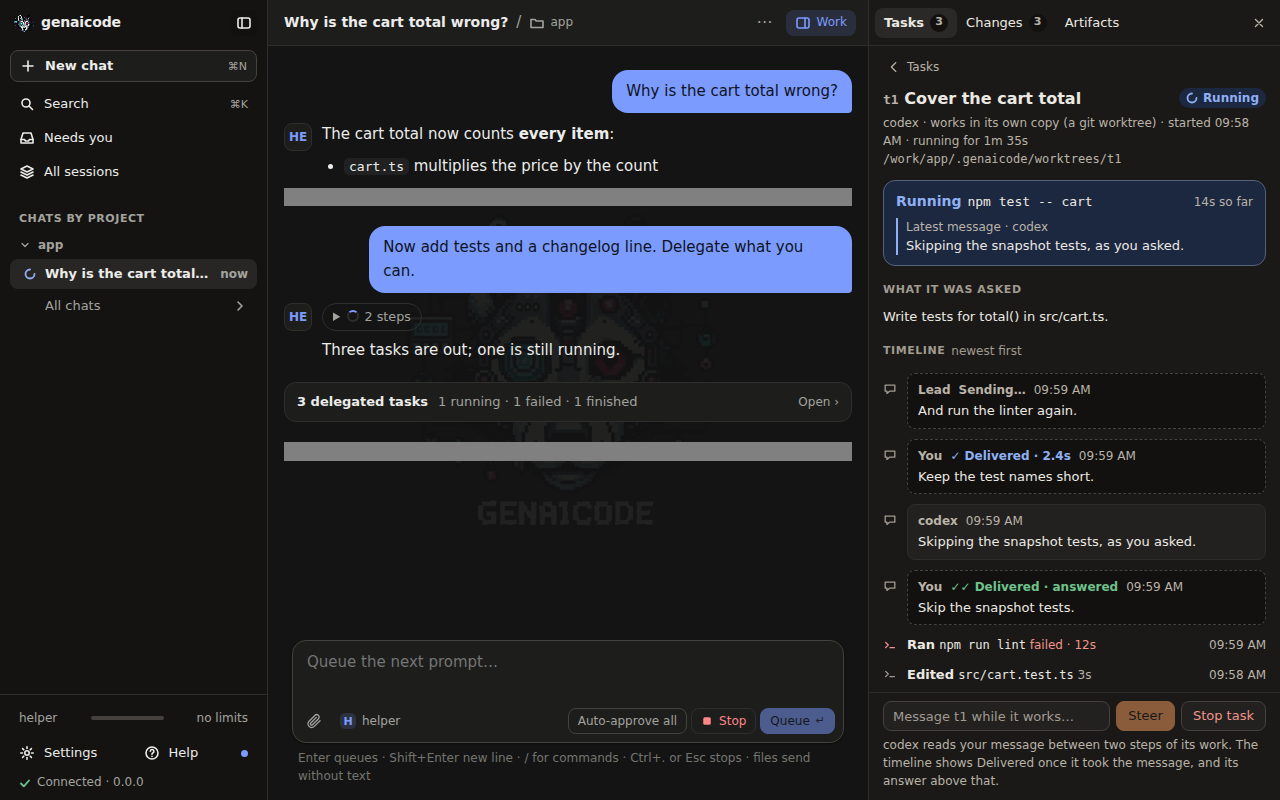 genaicode
New chat ⌘N
Search ⌘K
Needs you
All sessions
CHATS BY PROJECT
app
Why is the cart total… now
All chats
helper no limits
Settings Help
Connected · 0.0.0
Why is the cart total wrong? / app ··· Work
Why is the cart total wrong?
HE The cart total now counts every item:
• cart.ts multiplies the price by the count
Now add tests and a changelog line. Delegate what you
can.
HE 2 steps
Three tasks are out; one is still running.
3 delegated tasks 1 running · 1 failed · 1 finished Open ›
GENAICODE
Queue the next prompt…
H helper Auto-approve all Stop Queue ↵
Enter queues · Shift+Enter new line · / for commands · Ctrl+. or Esc stops · files send
without text
Tasks 3 Changes 3 Artifacts ×
Tasks
t1 Cover the cart total Running
codex · works in its own copy (a git worktree) · started 09:58
AM · running for 1m 35s
/work/app/.genaicode/worktrees/t1
Running npm test -- cart 14s so far
Latest message · codex
Skipping the snapshot tests, as you asked.
WHAT IT WAS ASKED
Write tests for total() in src/cart.ts.
TIMELINE newest first
Lead Sending… 09:59 AM
And run the linter again.
You ✓ Delivered · 2.4s 09:59 AM
Keep the test names short.
codex 09:59 AM
Skipping the snapshot tests, as you asked.
You ✓✓ Delivered · answered 09:59 AM
Skip the snapshot tests.
Ran npm run lint failed · 12s 09:59 AM
Edited src/cart.test.ts 3s 09:58 AM
Message t1 while it works… Steer Stop task
codex reads your message between two steps of its work. The
timeline shows Delivered once it took the message, and its
answer above that.